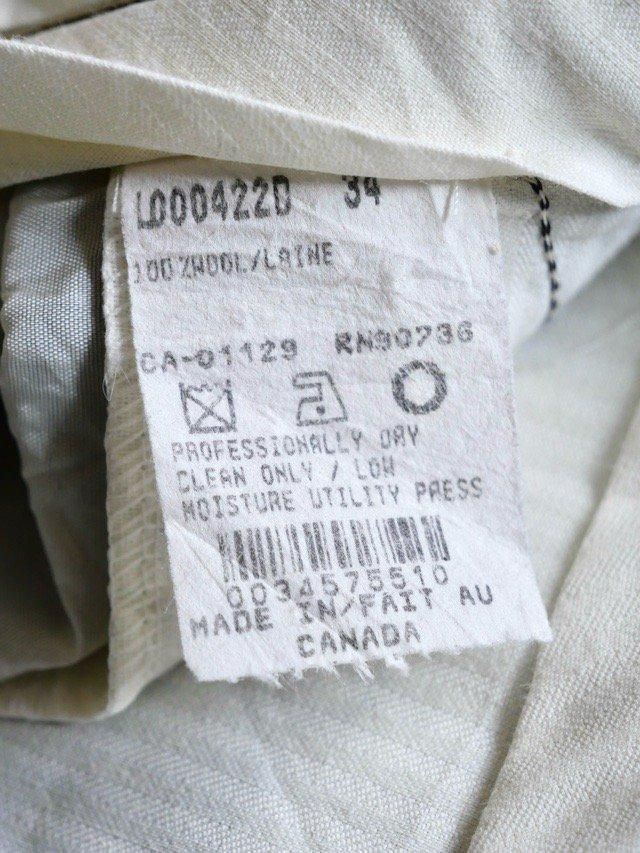 L000422D 34
100%WOOL/LAINE
CA-01129 RN90736
PROFESSIONALLY DRY
CLEAN ONLY / LOW
MOISTURE UTILITY PRESS
0034575510
MADE IN/FAIT AU
CANADA